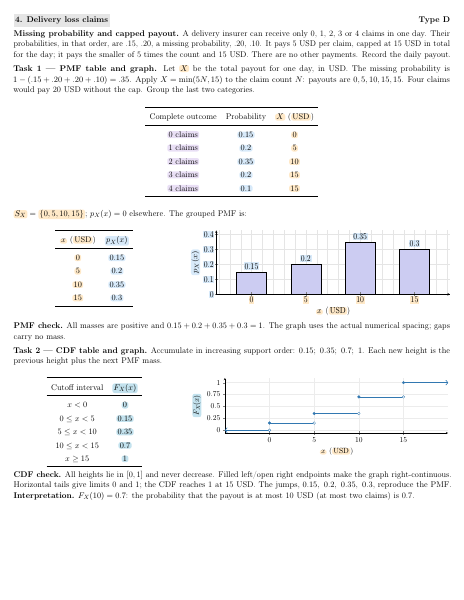 4. Delivery loss claims Type D
Missing probability and capped payout. A delivery insurer can receive only 0, 1, 2, 3 or 4 claims in one day. Their
probabilities, in that order, are .15, .20, a missing probability, .20, .10. It pays 5 USD per claim, capped at 15 USD in total
for the day; it pays the smaller of 5 times the count and 15 USD. There are no other payments. Record the daily payout.
Task 1 — PMF table and graph. Let X be the total payout for one day, in USD. The missing probability is
1 − (.15 + .20 + .20 + .10) = .35. Apply X = min(5N, 15) to the claim count N: payouts are 0, 5, 10, 15, 15. Four claims
would pay 20 USD without the cap. Group the last two categories.
Complete outcome Probability X (USD)
0 claims 0.15 0
1 claims 0.2 5
2 claims 0.35 10
3 claims 0.2 15
4 claims 0.1 15
S_X = {0, 5, 10, 15}; p_X(x) = 0 elsewhere. The grouped PMF is:
x (USD) p_X(x)
0 0.15
5 0.2
10 0.35
15 0.3
p_X(x)
0.4
0.3
0.2
0.1
0
0.15
0.2
0.35
0.3
0 5 10 15
x (USD)
PMF check. All masses are positive and 0.15 + 0.2 + 0.35 + 0.3 = 1. The graph uses the actual numerical spacing; gaps
carry no mass.
Task 2 — CDF table and graph. Accumulate in increasing support order: 0.15; 0.35; 0.7; 1. Each new height is the
previous height plus the next PMF mass.
Cutoff interval F_X(x)
x < 0 0
0 ≤ x < 5 0.15
5 ≤ x < 10 0.35
10 ≤ x < 15 0.7
x ≥ 15 1
F_X(x)
1
0.75
0.5
0.25
0
0 5 10 15
x (USD)
CDF check. All heights lie in [0, 1] and never decrease. Filled left/open right endpoints make the graph right-continuous.
Horizontal tails give limits 0 and 1; the CDF reaches 1 at 15 USD. The jumps, 0.15, 0.2, 0.35, 0.3, reproduce the PMF.
Interpretation. F_X(10) = 0.7: the probability that the payout is at most 10 USD (at most two claims) is 0.7.